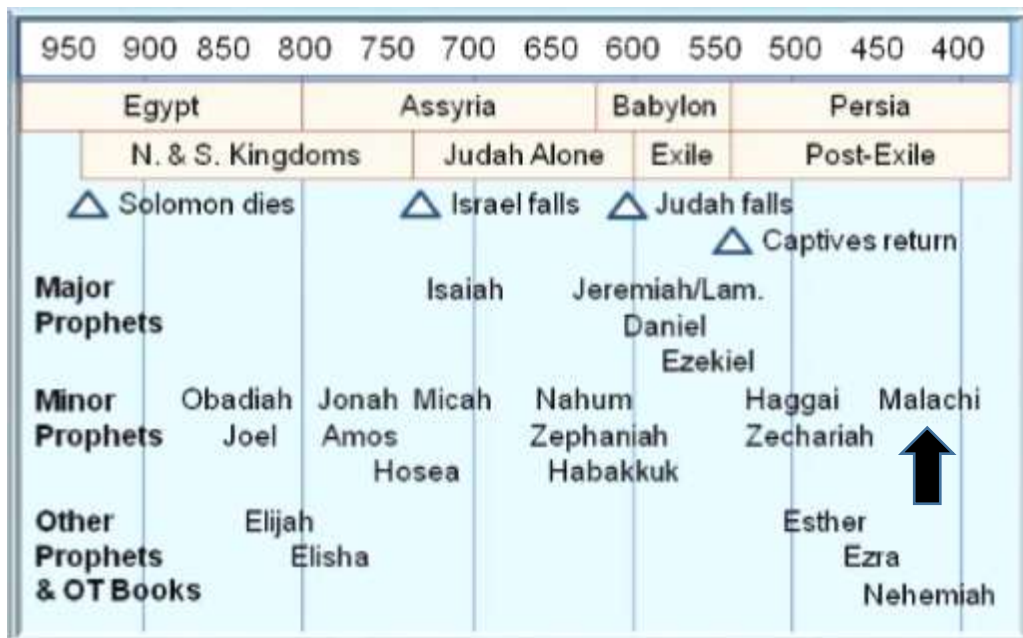 950 900 850 800 750 700 650 600 550 500 450 400
Egypt Assyria Babylon Persia
N. & S. Kingdoms Judah Alone Exile Post-Exile
Solomon dies Israel falls Judah falls
Captives return
Major Isaiah Jeremiah/Lam.
Prophets Daniel
Ezekiel
Minor Obadiah Jonah Micah Nahum Haggai Malachi
Prophets Joel Amos Zephaniah Zechariah
Hosea Habakkuk
Other Elijah Esther
Prophets Elisha Ezra
& OT Books Nehemiah